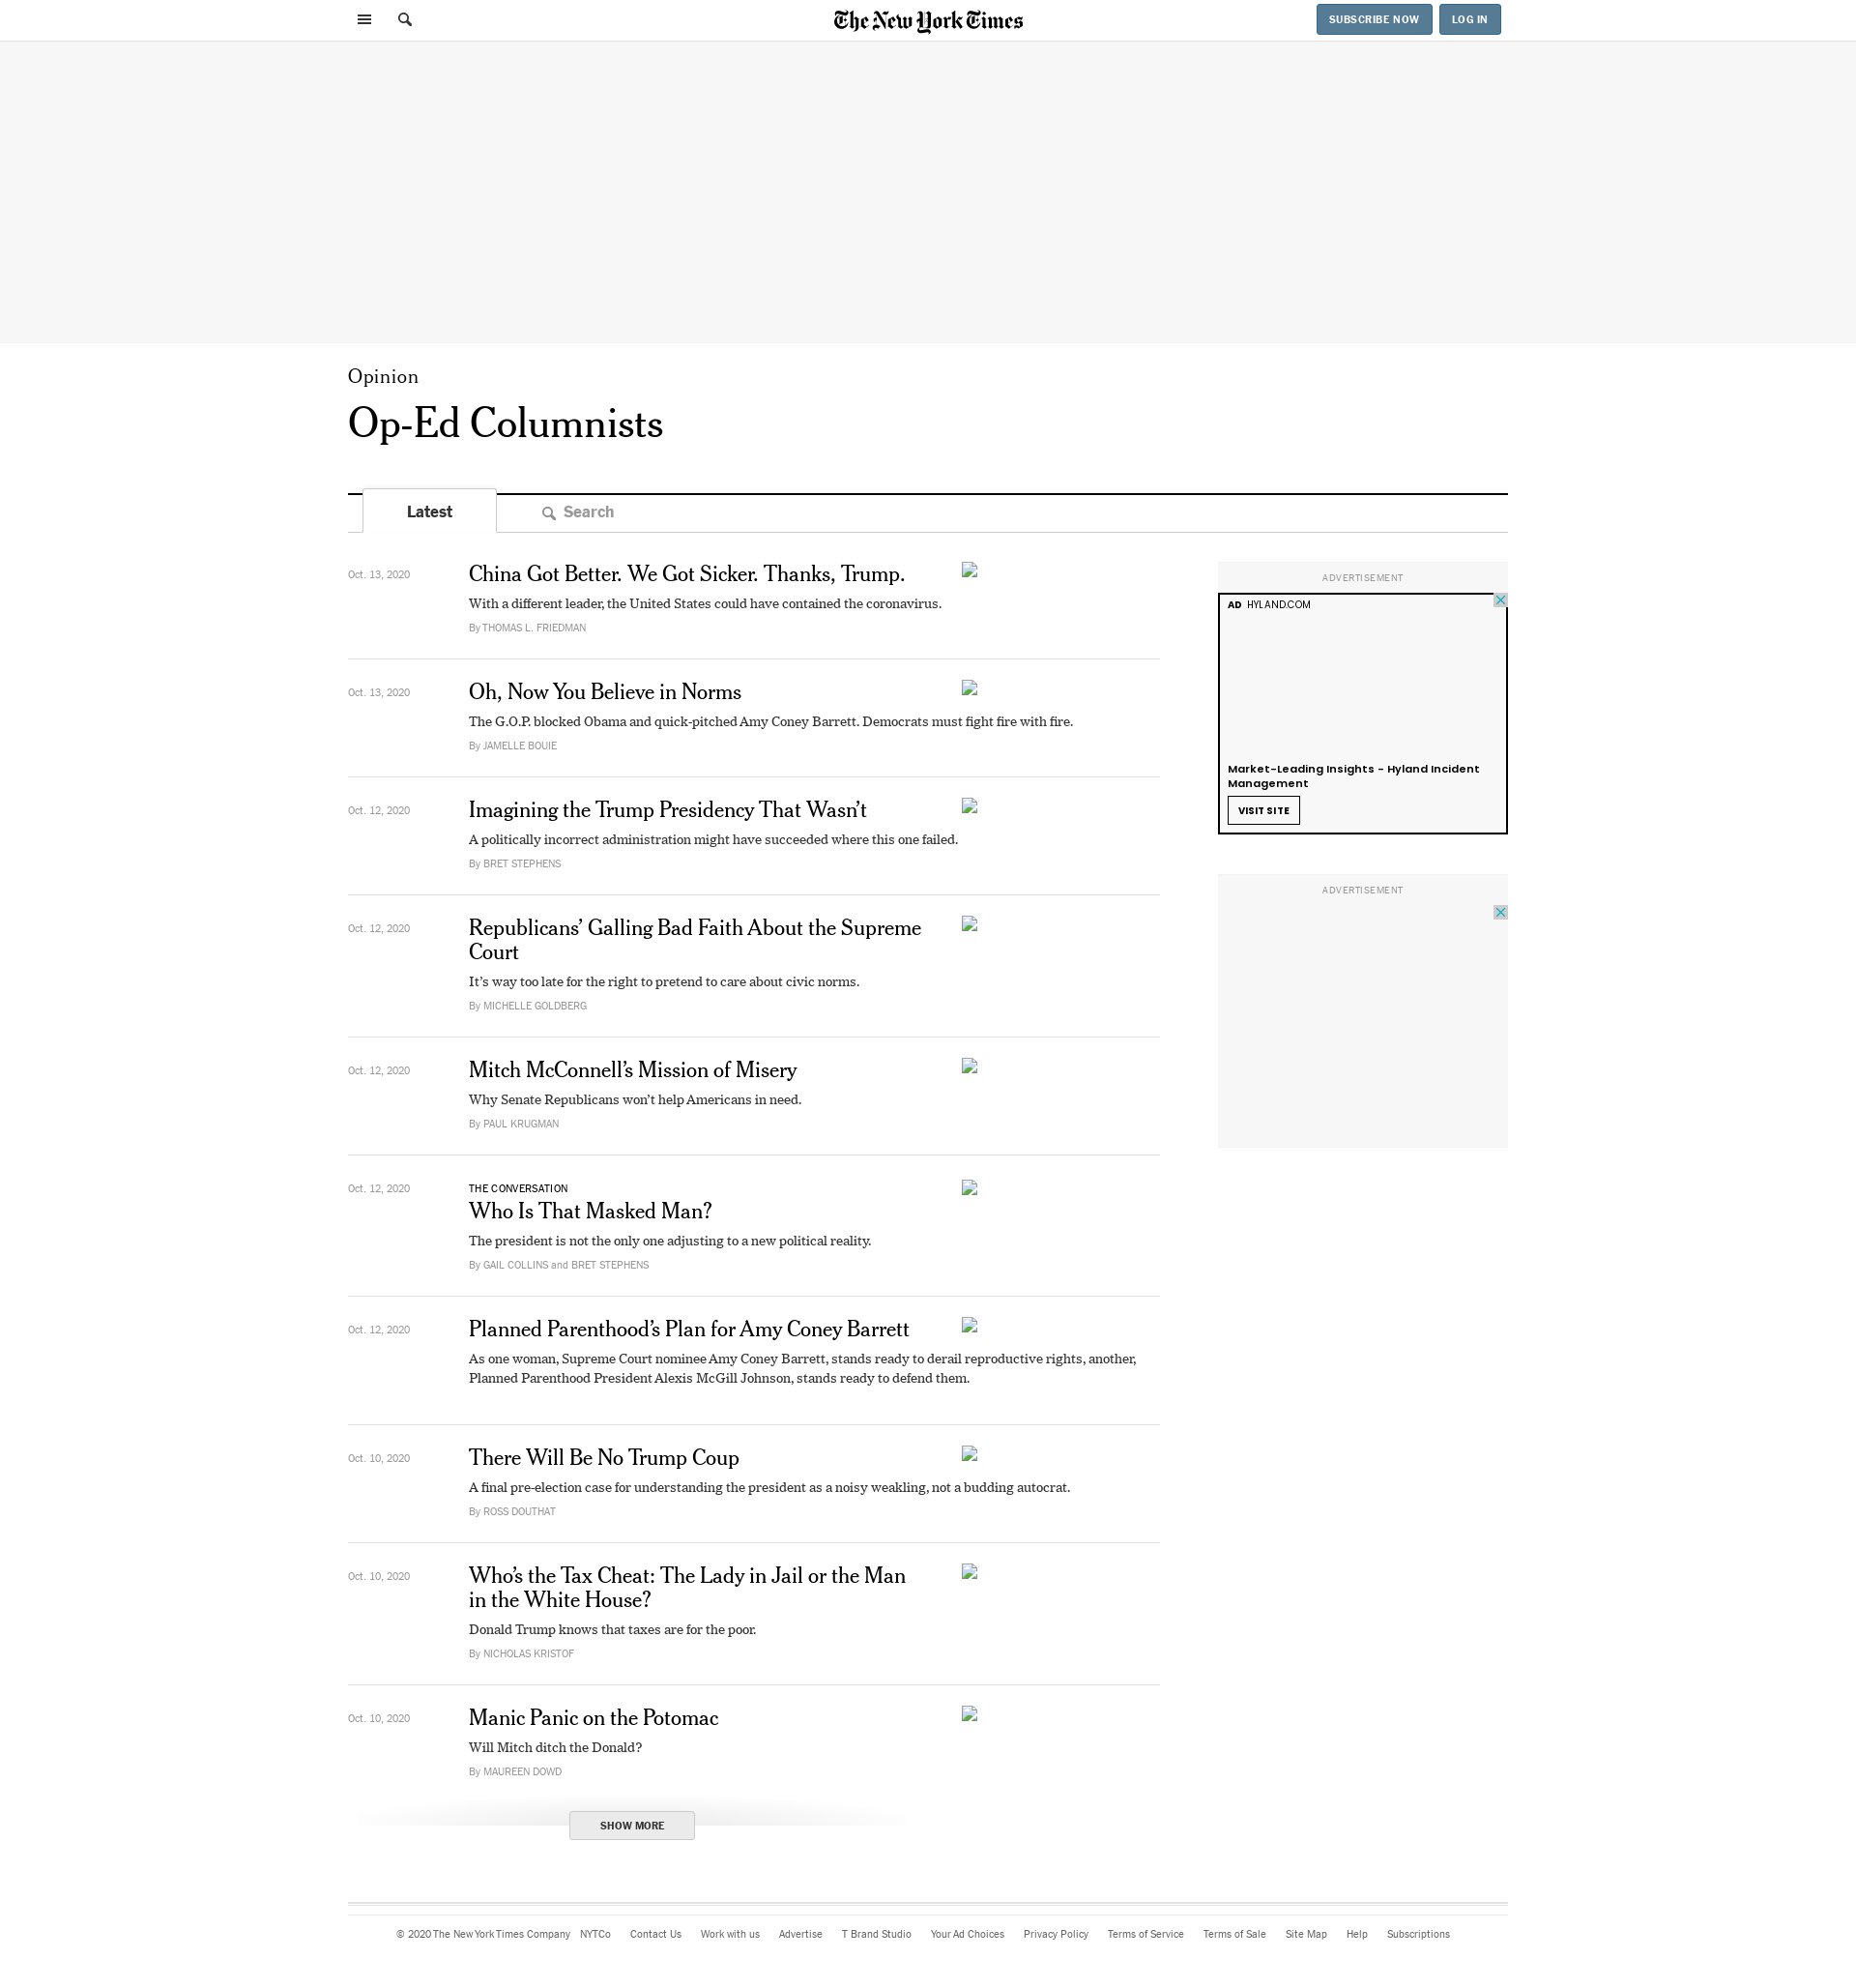 The New York Times
SUBSCRIBE NOW
LOG IN
Opinion
Op-Ed Columnists
Latest
Search
Oct. 13, 2020
China Got Better. We Got Sicker. Thanks, Trump.
With a different leader, the United States could have contained the coronavirus.
By THOMAS L. FRIEDMAN
Oct. 13, 2020
Oh, Now You Believe in Norms
The G.O.P. blocked Obama and quick-pitched Amy Coney Barrett. Democrats must fight fire with fire.
By JAMELLE BOUIE
Oct. 12, 2020
Imagining the Trump Presidency That Wasn’t
A politically incorrect administration might have succeeded where this one failed.
By BRET STEPHENS
Oct. 12, 2020
Republicans’ Galling Bad Faith About the Supreme
Court
It’s way too late for the right to pretend to care about civic norms.
By MICHELLE GOLDBERG
Oct. 12, 2020
Mitch McConnell’s Mission of Misery
Why Senate Republicans won’t help Americans in need.
By PAUL KRUGMAN
Oct. 12, 2020
THE CONVERSATION
Who Is That Masked Man?
The president is not the only one adjusting to a new political reality.
By GAIL COLLINS and BRET STEPHENS
Oct. 12, 2020
Planned Parenthood’s Plan for Amy Coney Barrett
As one woman, Supreme Court nominee Amy Coney Barrett, stands ready to derail reproductive rights, another,
Planned Parenthood President Alexis McGill Johnson, stands ready to defend them.
Oct. 10, 2020
There Will Be No Trump Coup
A final pre-election case for understanding the president as a noisy weakling, not a budding autocrat.
By ROSS DOUTHAT
Oct. 10, 2020
Who’s the Tax Cheat: The Lady in Jail or the Man
in the White House?
Donald Trump knows that taxes are for the poor.
By NICHOLAS KRISTOF
Oct. 10, 2020
Manic Panic on the Potomac
Will Mitch ditch the Donald?
By MAUREEN DOWD
SHOW MORE
ADVERTISEMENT
AD HYLAND.COM
Market-Leading Insights - Hyland Incident
Management
VISIT SITE
ADVERTISEMENT
© 2020 The New York Times Company NYTCo Contact Us Work with us Advertise T Brand Studio Your Ad Choices Privacy Policy Terms of Service Terms of Sale Site Map Help Subscriptions